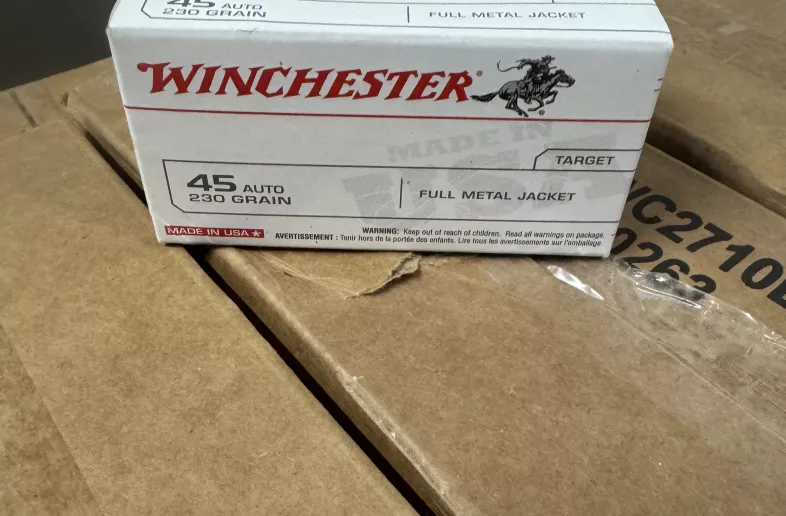 45 AUTO
230 GRAIN
FULL METAL JACKET
WINCHESTER®
MADE IN
USA
TARGET
45 AUTO
230 GRAIN
FULL METAL JACKET
MADE IN USA ★
WARNING: Keep out of reach of children. Read all warnings on package.
AVERTISSEMENT : Tenir hors de la portée des enfants. Lire tous les avertissements sur l'emballage.